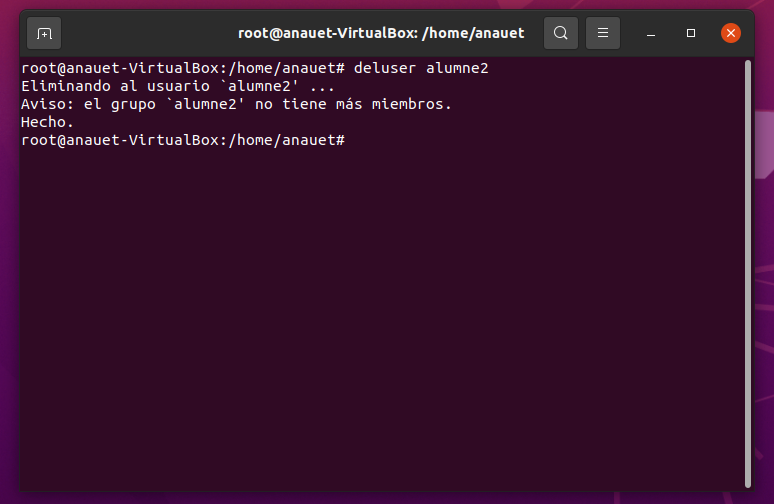 root@anauet-VirtualBox: /home/anauet
root@anauet-VirtualBox:/home/anauet# deluser alumne2
Eliminando al usuario `alumne2' ...
Aviso: el grupo `alumne2' no tiene más miembros.
Hecho.
root@anauet-VirtualBox:/home/anauet#